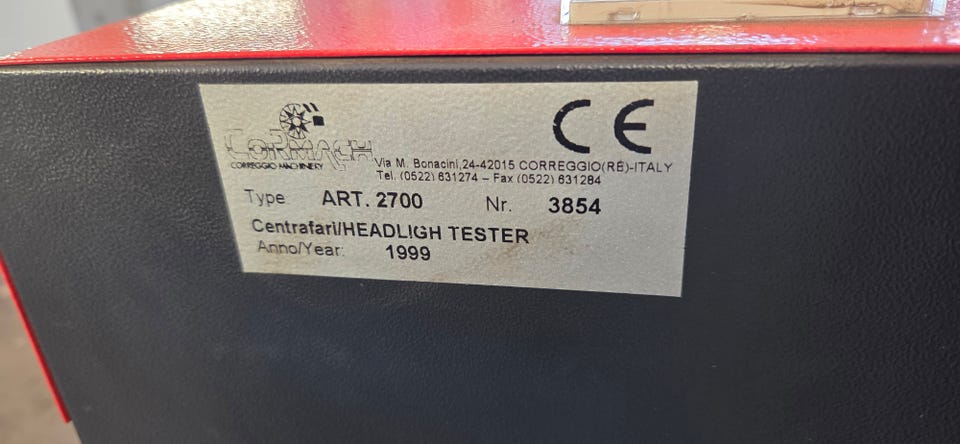 CORMACH
CORREGGIO MACHINERY
CE
Via M. Bonacini,24-42015 CORREGGIO(RE)-ITALY
Tel. (0522) 631274 – Fax (0522) 631284
Type ART. 2700 Nr. 3854
Centrafari/HEADLIGH TESTER
Anno/Year: 1999